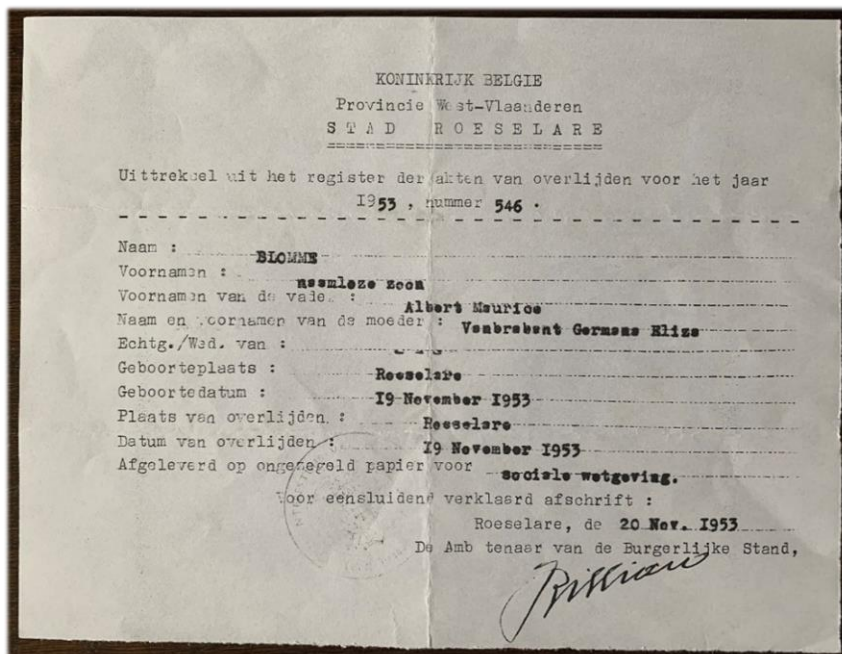 KONINKRIJK BELGIE
Provincie West-Vlaanderen
STAD ROESELARE
Uittreksel uit het register der akten van overlijden voor het jaar
1953, nummer 546.
Naam : BLOMME
Voornamen : naamloze zoon
Voornamen van de vader : Albert Maurice
Naam en voornamen van de moeder : Vanbrabant Germana Eliza
Echtg./Wed. van : ---
Geboorteplaats : Roeselare
Geboortedatum : 19 November 1953
Plaats van overlijden : Roeselare
Datum van overlijden : 19 November 1953
Afgeleverd op ongezegeld papier voor sociale wetgeving.
Voor eensluidend verklaard afschrift :
Roeselare, de 20 Nov. 1953
De Ambtenaar van de Burgerlijke Stand,